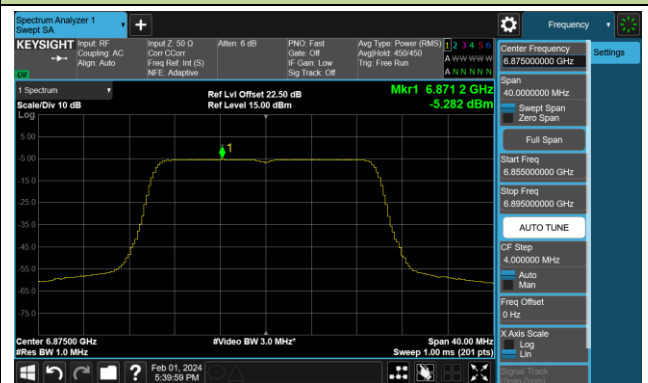 Spectrum Analyzer 1
Swept SA
+
Frequency
KEYSIGHT
Input: RF
Coupling: AC
Align: Auto
Input Z: 50 Ω
Corr CCorr
Freq Ref: Int (S)
NFE: Adaptive
Atten: 6 dB
PNO: Fast
Gate: Off
IF Gain: Low
Sig Track: Off
Avg Type: Power (RMS)
Avg|Hold: 450/450
Trig: Free Run
1 2 3 4 5 6
A W W W W W
A N N N N N
LXI
1 Spectrum
Scale/Div 10 dB
Log
Ref Lvl Offset 22.50 dB
Ref Level 15.00 dBm
Mkr1 6.871 2 GHz
-5.282 dBm
1
5.00
-5.00
-15.0
-25.0
-35.0
-45.0
-55.0
-65.0
-75.0
Center 6.87500 GHz
#Res BW 1.0 MHz
#Video BW 3.0 MHz*
Span 40.00 MHz
Sweep 1.00 ms (201 pts)
Feb 01, 2024
5:39:59 PM
Center Frequency
6.875000000 GHz
Settings
Span
40.0000000 MHz
Swept Span
Zero Span
Full Span
Start Freq
6.855000000 GHz
Stop Freq
6.895000000 GHz
AUTO TUNE
CF Step
4.000000 MHz
Auto
Man
Freq Offset
0 Hz
X Axis Scale
Log
Lin
Signal Track
(Span Zoom)